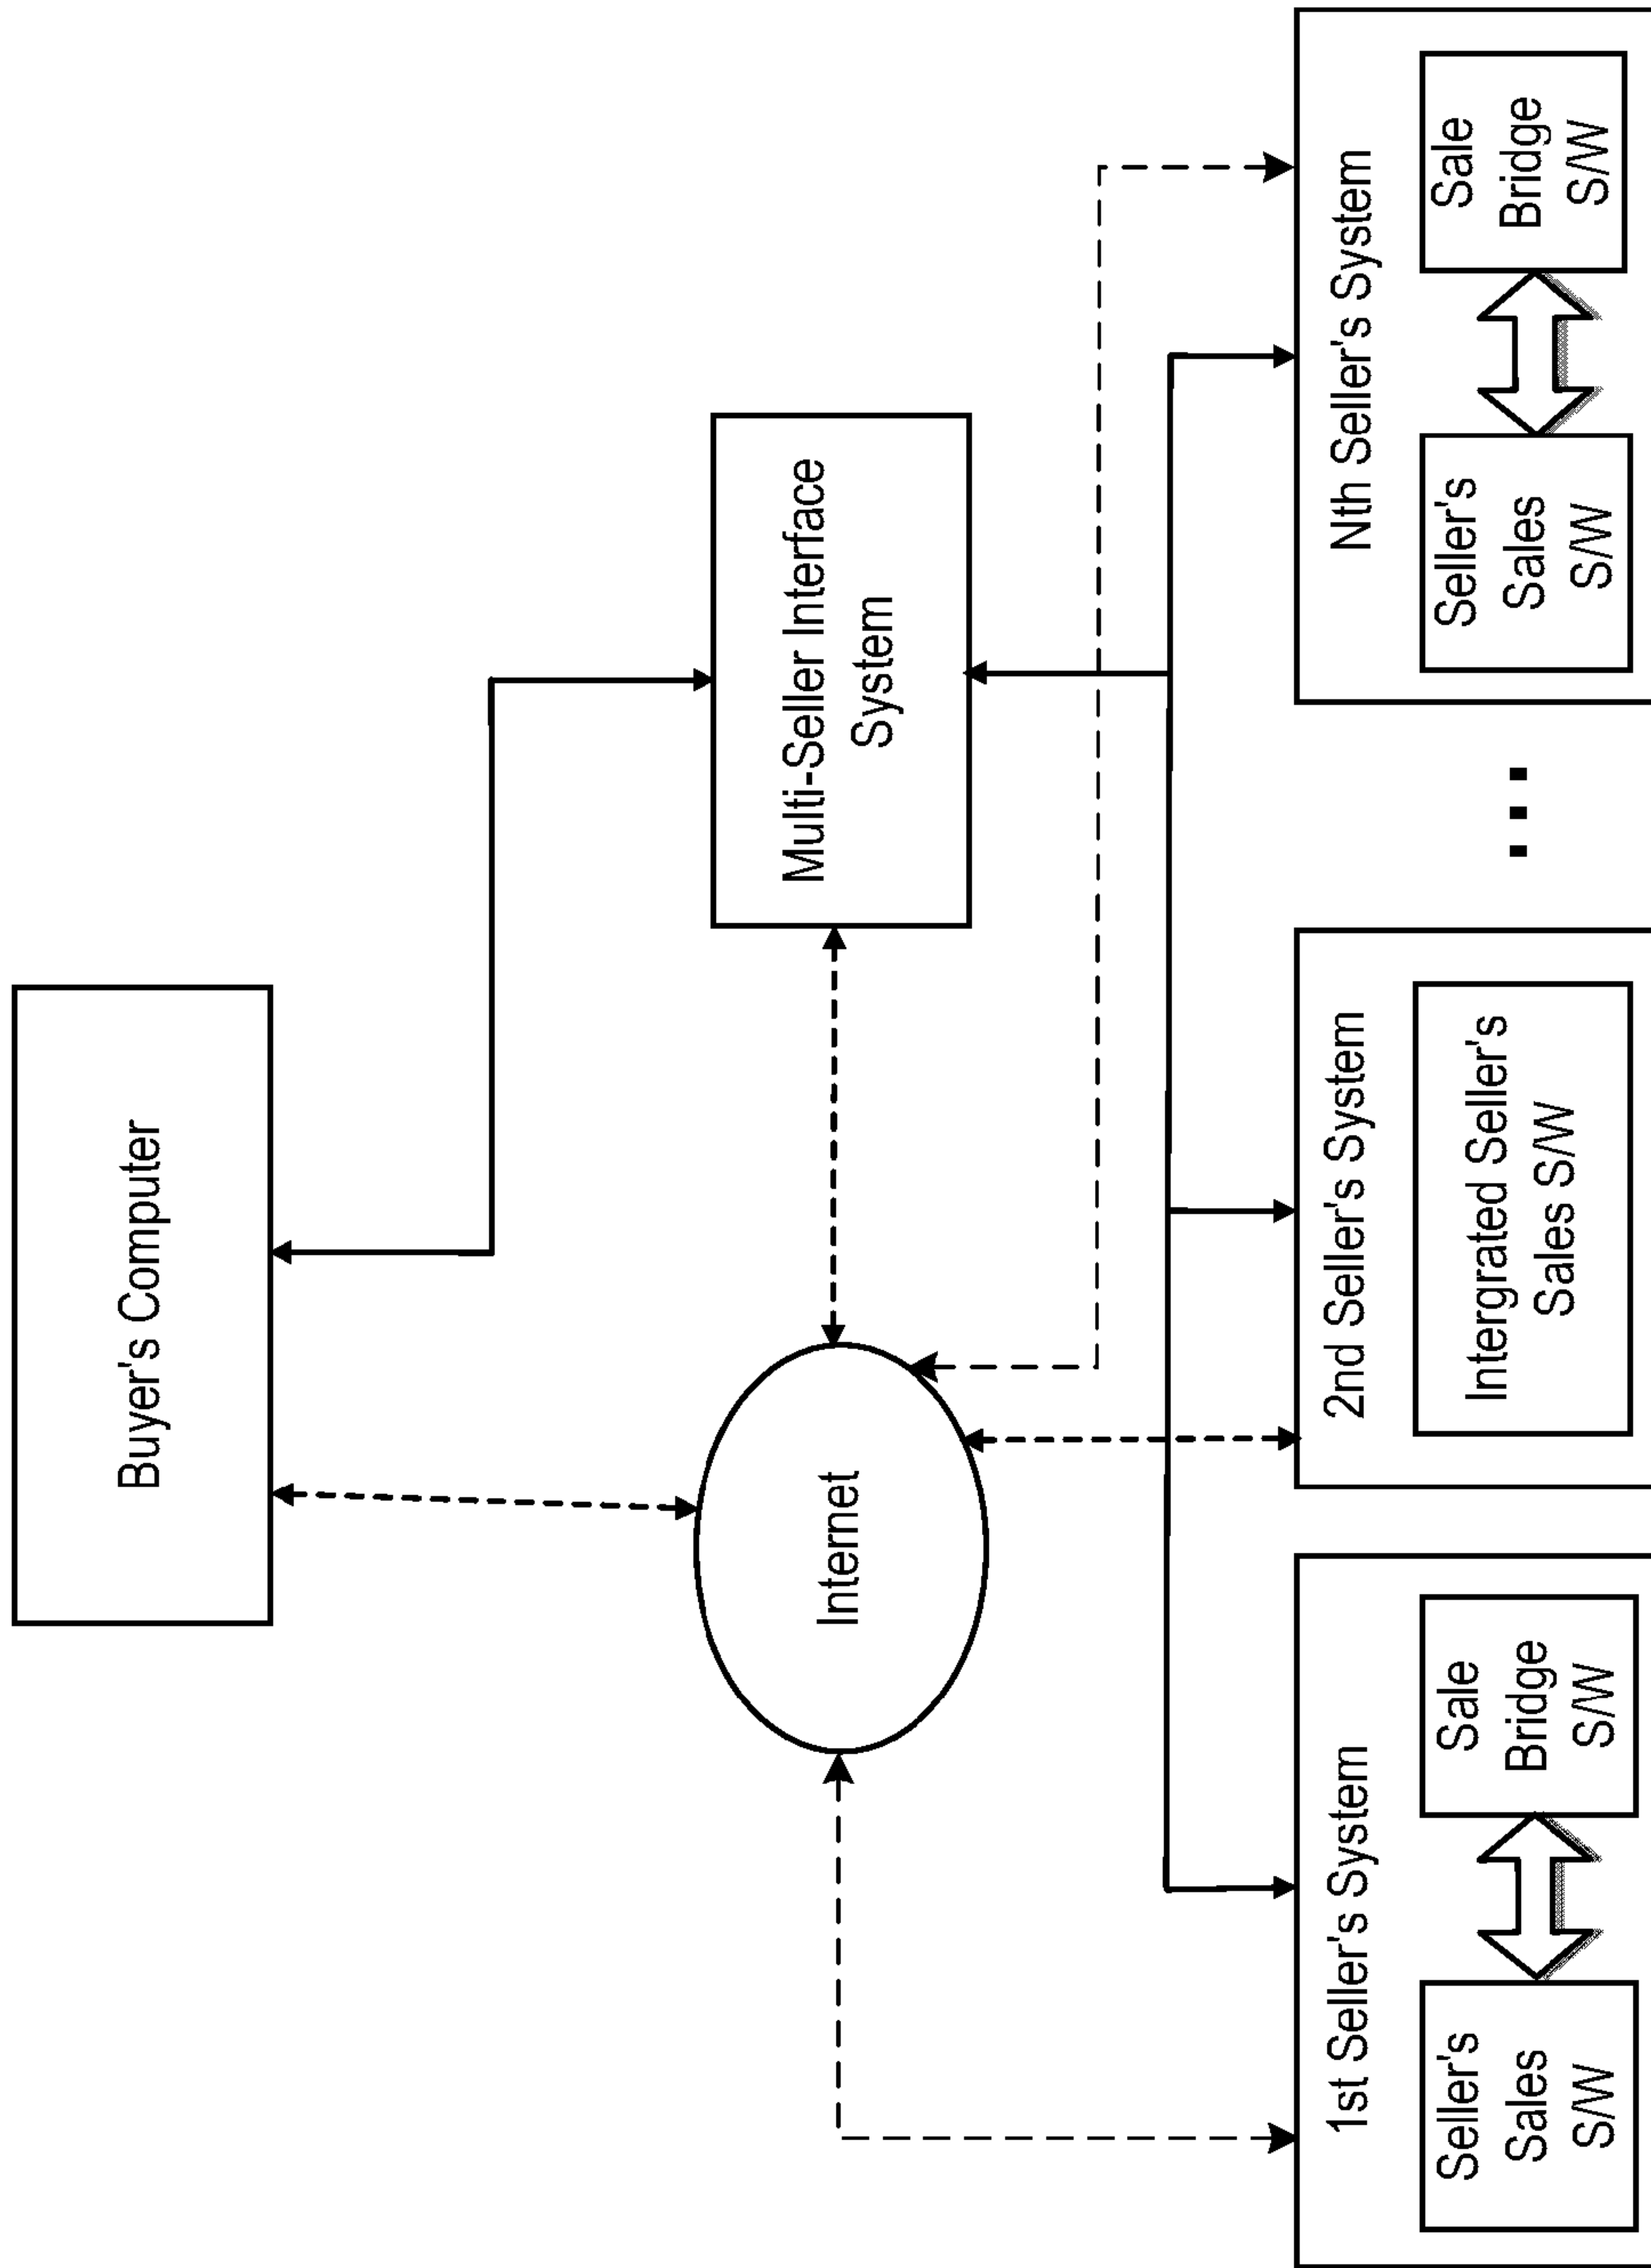 Buyer's Computer
Internet
Multi-Seller Interface
System
1st Seller's System
Seller's
Sales
S/W
Sale
Bridge
S/W
2nd Seller's System
Intergrated Seller's
Sales S/W
...
Nth Seller's System
Seller's
Sales
S/W
Sale
Bridge
S/W